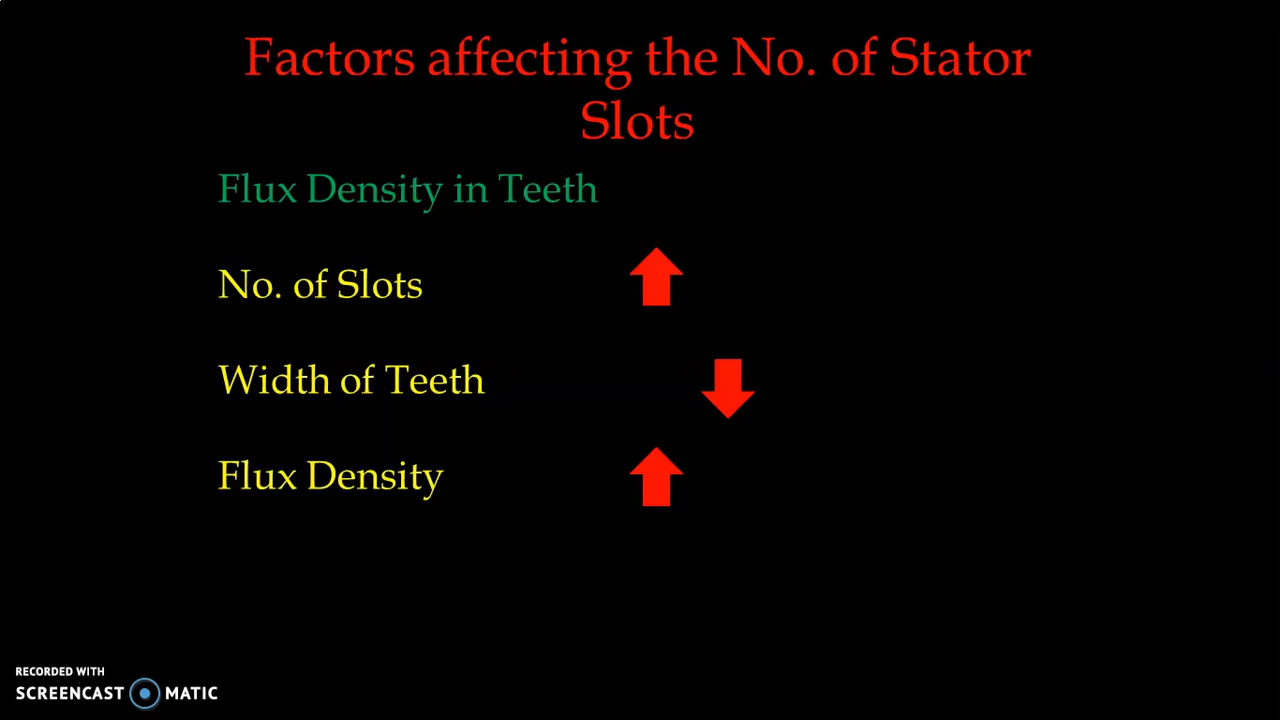 Factors affecting the No. of Stator
Slots
Flux Density in Teeth
No. of Slots
Width of Teeth
Flux Density
RECORDED WITH
SCREENCAST MATIC